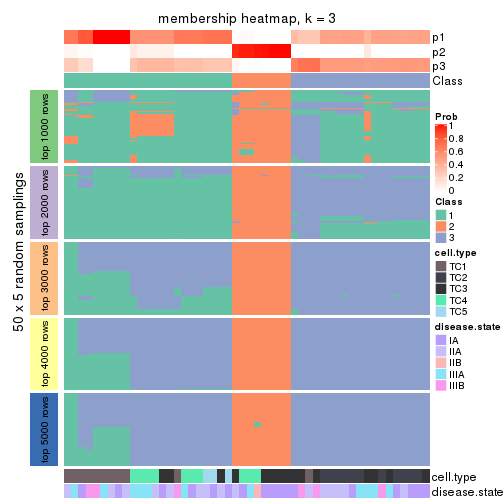 membership heatmap, k = 3
p1
p2
p3
Class
50 x 5 random samplings
top 1000 rows
top 2000 rows
top 3000 rows
top 4000 rows
top 5000 rows
cell.type
disease.state
Prob
1
0.8
0.6
0.4
0.2
0
Class
1
2
3
cell.type
TC1
TC2
TC3
TC4
TC5
disease.state
IA
IIA
IIB
IIIA
IIIB